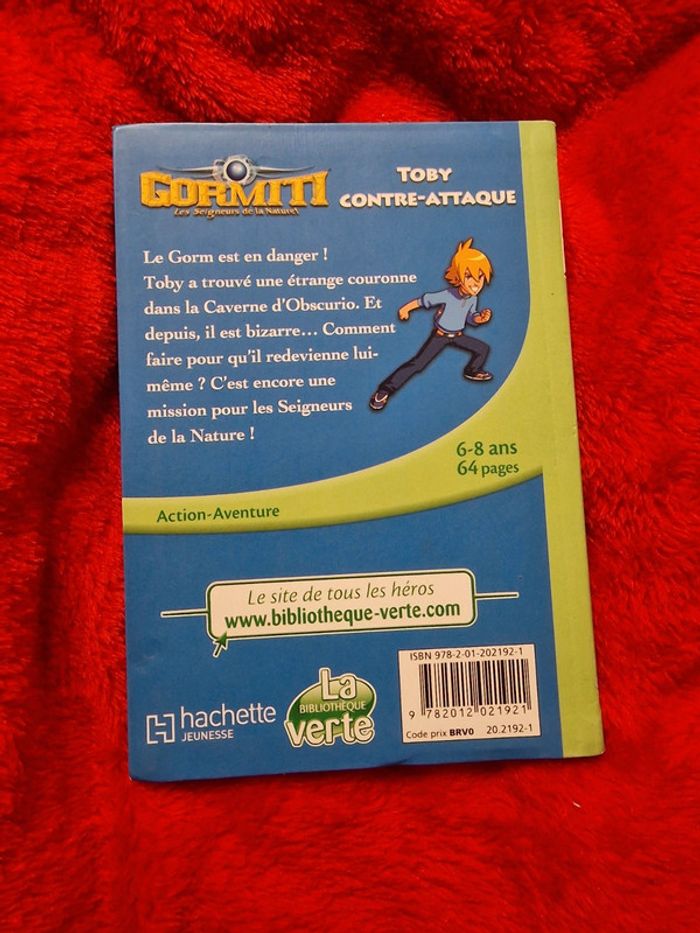 GORMITI
Les Seigneurs de la Nature!
TOBY
CONTRE-ATTAQUE
Le Gorm est en danger !
Toby a trouvé une étrange couronne
dans la Caverne d'Obscurio. Et
depuis, il est bizarre... Comment
faire pour qu'il redevienne lui-
même ? C'est encore une
mission pour les Seigneurs
de la Nature !
6-8 ans
64 pages
Action-Aventure
Le site de tous les héros
www.bibliotheque-verte.com
hachette
JEUNESSE
La
BIBLIOTHÈQUE
verte
ISBN 978-2-01-202192-1
9 782012 021921
Code prix BRV0 20.2192-1